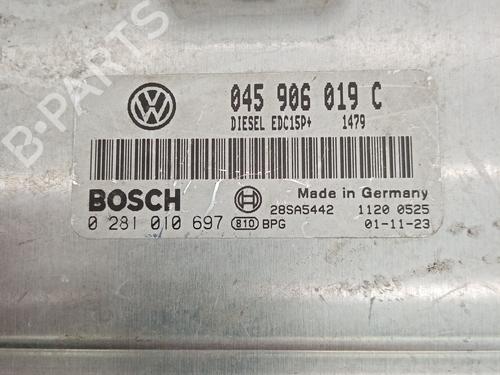 045 906 019 C
DIESEL EDC15P+ 1479
BOSCH
Made in Germany
28SA5442 1120 0525
0 281 010 697 810 BPG 01-11-23
B-PARTS